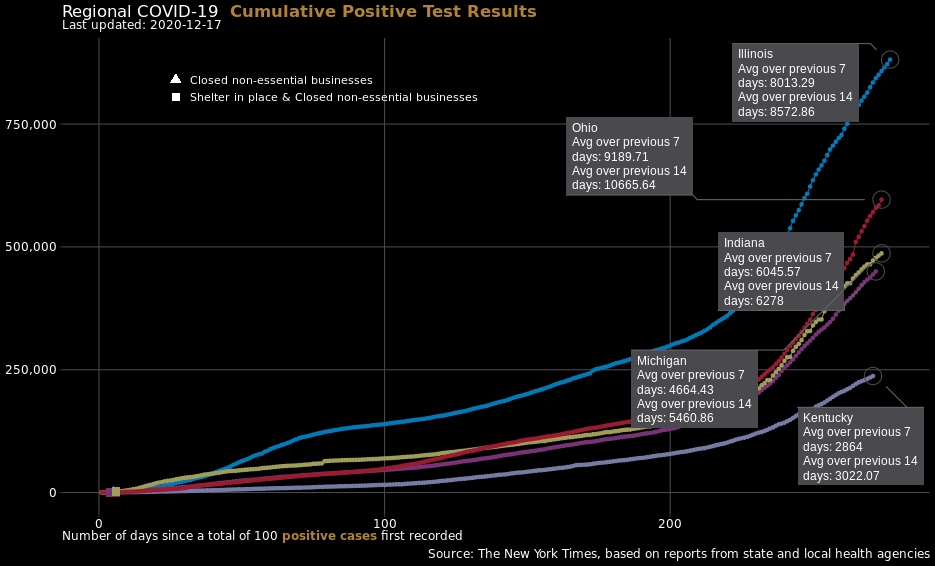 Regional COVID-19 Cumulative Positive Test Results
Last updated: 2020-12-17
Closed non-essential businesses
Shelter in place & Closed non-essential businesses
Illinois
Avg over previous 7
days: 8013.29
Avg over previous 14
days: 8572.86
Ohio
Avg over previous 7
days: 9189.71
Avg over previous 14
days: 10665.64
Indiana
Avg over previous 7
days: 6045.57
Avg over previous 14
days: 6278
Michigan
Avg over previous 7
days: 4664.43
Avg over previous 14
days: 5460.86
Kentucky
Avg over previous 7
days: 2864
Avg over previous 14
days: 3022.07
750,000
500,000
250,000
0
0 100 200
Number of days since a total of 100 positive cases first recorded
Source: The New York Times, based on reports from state and local health agencies